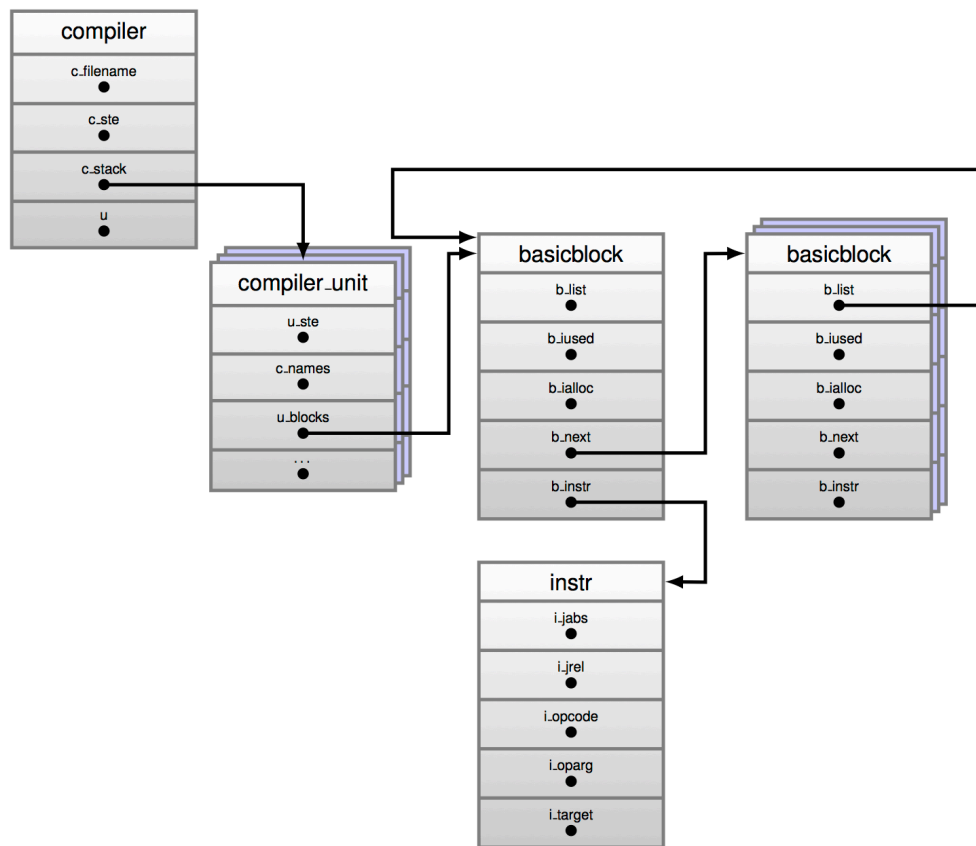 compiler
c_filename
c_ste
c_stack
u
compiler_unit
u_ste
c_names
u_blocks
...
basicblock
b_list
b_iused
b_ialloc
b_next
b_instr
basicblock
b_list
b_iused
b_ialloc
b_next
b_instr
instr
i_jabs
i_jrel
i_opcode
i_oparg
i_target